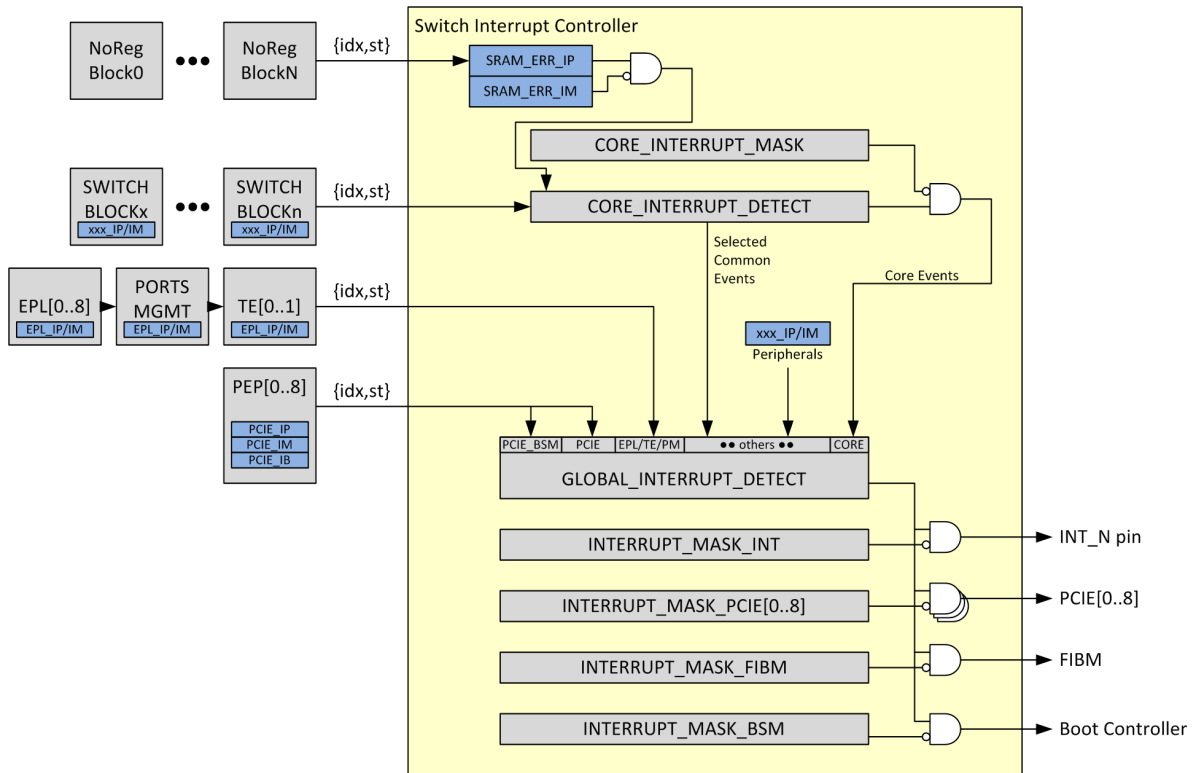 Switch Interrupt Controller
NoReg
Block0
●●●
NoReg
BlockN
{idx,st}
SRAM_ERR_IP
SRAM_ERR_IM
CORE_INTERRUPT_MASK
SWITCH
BLOCKx
xxx_IP/IM
●●●
SWITCH
BLOCKn
xxx_IP/IM
{idx,st}
CORE_INTERRUPT_DETECT
Selected
Common
Events
Core Events
EPL[0..8]
EPL_IP/IM
PORTS
MGMT
EPL_IP/IM
TE[0..1]
EPL_IP/IM
{idx,st}
xxx_IP/IM
Peripherals
PEP[0..8]
PCIE_IP
PCIE_IM
PCIE_IB
{idx,st}
PCIE_BSM
PCIE
EPL/TE/PM
●● others ●●
CORE
GLOBAL_INTERRUPT_DETECT
INTERRUPT_MASK_INT
INT_N pin
INTERRUPT_MASK_PCIE[0..8]
PCIE[0..8]
INTERRUPT_MASK_FIBM
FIBM
INTERRUPT_MASK_BSM
Boot Controller